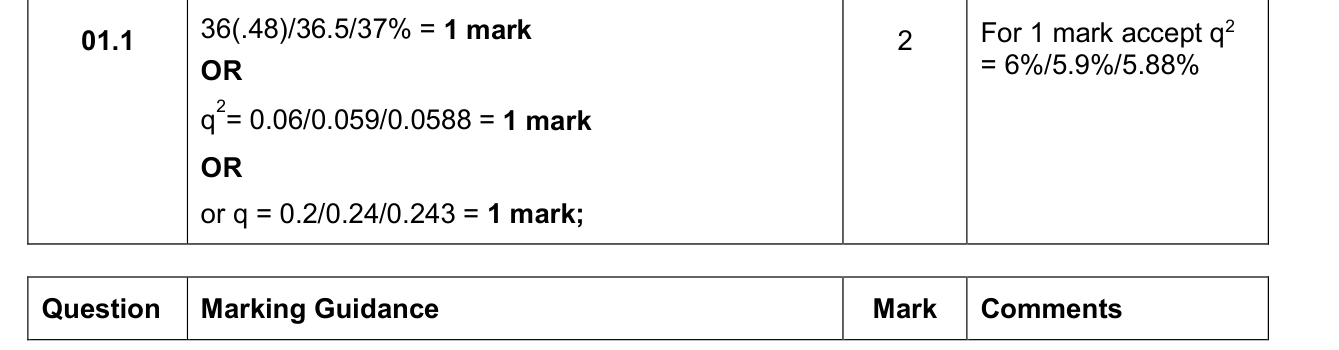 01.1
36(.48)/36.5/37% = 1 mark
OR
q²= 0.06/0.059/0.0588 = 1 mark
OR
or q = 0.2/0.24/0.243 = 1 mark;
2
For 1 mark accept q²
= 6%/5.9%/5.88%
Question Marking Guidance Mark Comments